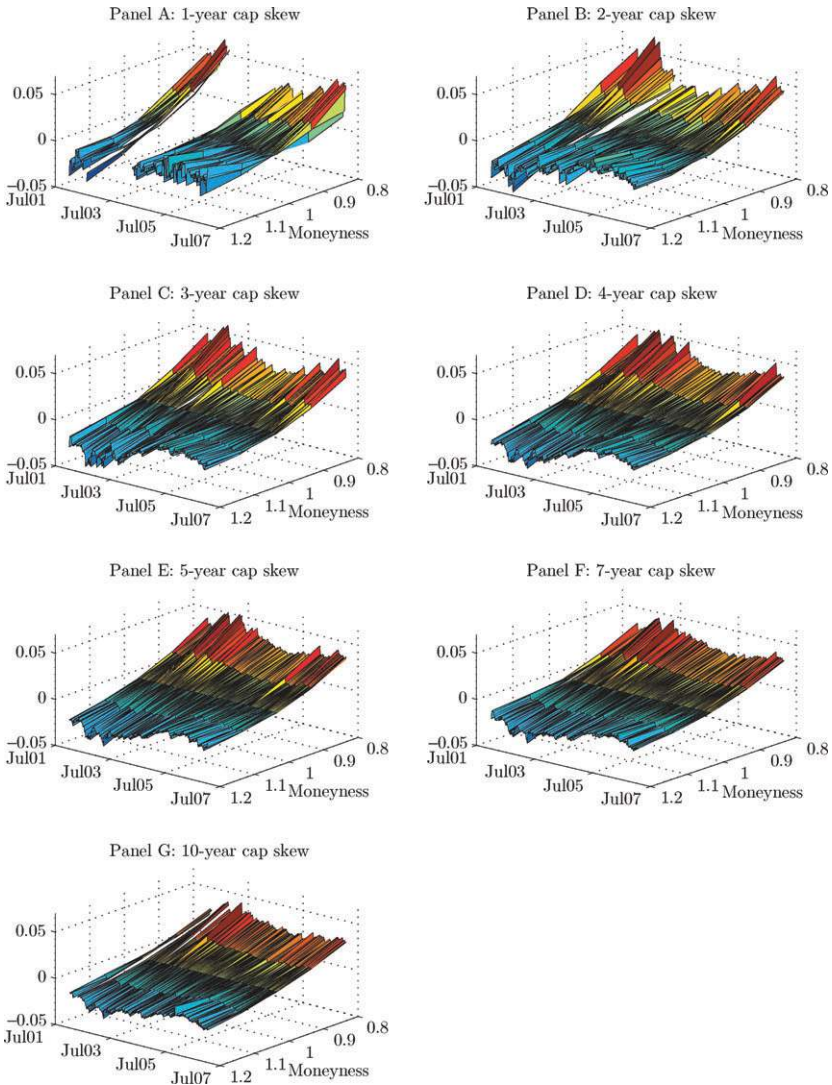 Panel A: 1-year cap skew
0.05
0
−0.05
Jul01
Jul03
Jul05
Jul07
1.2
1.1
1
0.9
0.8
Moneyness
Panel B: 2-year cap skew
0.05
0
−0.05
Jul01
Jul03
Jul05
Jul07
1.2
1.1
1
0.9
0.8
Moneyness
Panel C: 3-year cap skew
0.05
0
−0.05
Jul01
Jul03
Jul05
Jul07
1.2
1.1
1
0.9
0.8
Moneyness
Panel D: 4-year cap skew
0.05
0
−0.05
Jul01
Jul03
Jul05
Jul07
1.2
1.1
1
0.9
0.8
Moneyness
Panel E: 5-year cap skew
0.05
0
−0.05
Jul01
Jul03
Jul05
Jul07
1.2
1.1
1
0.9
0.8
Moneyness
Panel F: 7-year cap skew
0.05
0
−0.05
Jul01
Jul03
Jul05
Jul07
1.2
1.1
1
0.9
0.8
Moneyness
Panel G: 10-year cap skew
0.05
0
−0.05
Jul01
Jul03
Jul05
Jul07
1.2
1.1
1
0.9
0.8
Moneyness